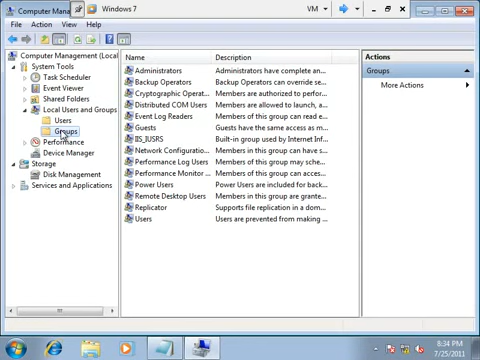 Computer Mana
Windows 7
VM
File
Action
View
Help
Computer Management (Local
System Tools
Task Scheduler
Event Viewer
Shared Folders
Local Users and Groups
Users
Groups
Performance
Device Manager
Storage
Disk Management
Services and Applications
Name Description
Administrators Administrators have complete an...
Backup Operators Backup Operators can override se...
Cryptographic Operat... Members are authorized to perfor...
Distributed COM Users Members are allowed to launch, a...
Event Log Readers Members of this group can read e...
Guests Guests have the same access as m...
IIS_IUSRS Built-in group used by Internet Infor...
Network Configuratio... Members in this group can have s...
Performance Log Users Members of this group may sche...
Performance Monitor ... Members of this group can acces...
Power Users Power Users are included for back...
Remote Desktop Users Members in this group are grante...
Replicator Supports file replication in a dom...
Users Users are prevented from making ...
Actions
Groups
More Actions
8:34 PM
7/25/2011